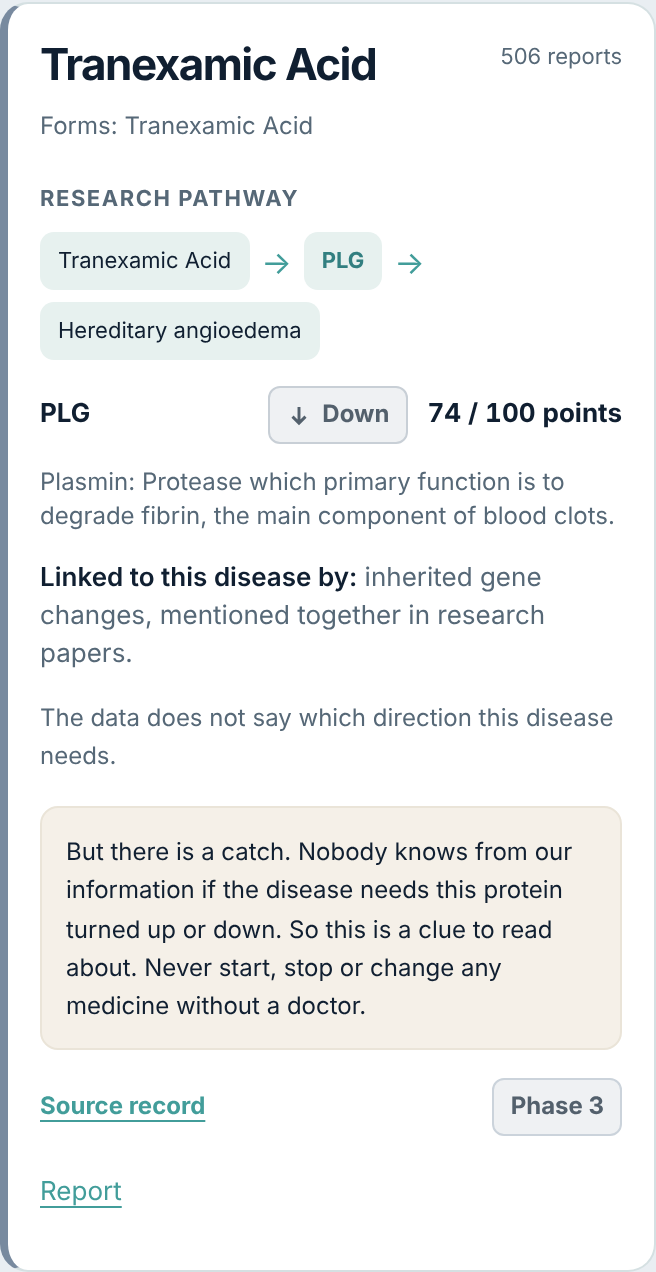 Tranexamic Acid
506 reports
Forms: Tranexamic Acid
RESEARCH PATHWAY
Tranexamic Acid → PLG →
Hereditary angioedema
PLG ↓ Down 74 / 100 points
Plasmin: Protease which primary function is to
degrade fibrin, the main component of blood clots.
Linked to this disease by: inherited gene
changes, mentioned together in research
papers.
The data does not say which direction this disease
needs.
But there is a catch. Nobody knows from our
information if the disease needs this protein
turned up or down. So this is a clue to read
about. Never start, stop or change any
medicine without a doctor.
Source record Phase 3
Report